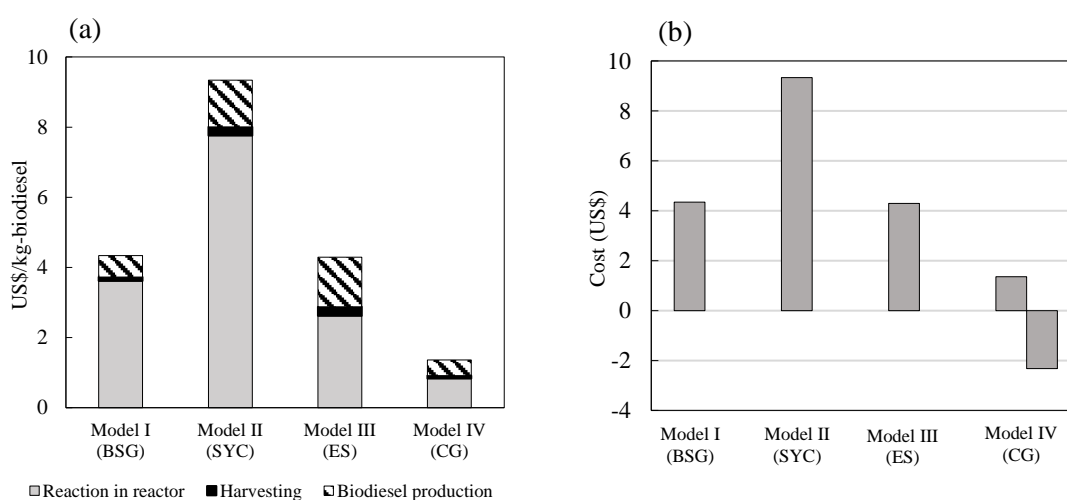 (a)
10
8
6
4
2
0
US$/kg-biodiesel
Model I
(BSG)
Model II
(SYC)
Model III
(ES)
Model IV
(CG)
Reaction in reactor
Harvesting
Biodiesel production
(b)
10
8
6
4
2
0
-2
-4
Cost (US$)
Model I
(BSG)
Model II
(SYC)
Model III
(ES)
Model IV
(CG)